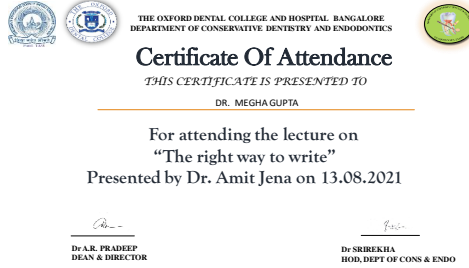 THE OXFORD DENTAL COLLEGE AND HOSPITAL BANGALORE
DEPARTMENT OF CONSERVATIVE DENTISTRY AND ENDODONTICS
Certificate Of Attendance
THIS CERTIFICATE IS PRESENTED TO
DR. MEGHA GUPTA
For attending the lecture on
“The right way to write”
Presented by Dr. Amit Jena on 13.08.2021
Dr A.R. PRADEEP
DEAN & DIRECTOR
Dr SRIREKHA
HOD, DEPT OF CONS & ENDO